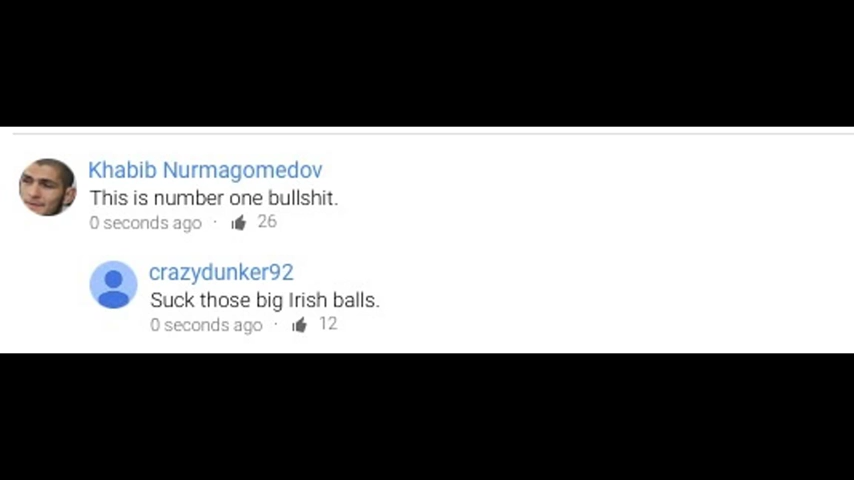 Khabib Nurmagomedov
This is number one bullshit.
0 seconds ago · 26
crazydunker92
Suck those big Irish balls.
0 seconds ago · 12